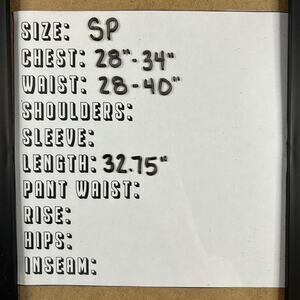 SIZE: SP
CHEST: 28"-34"
WAIST: 28-40"
SHOULDERS:
SLEEVE:
LENGTH: 32.75"
PANT WAIST:
RISE:
HIPS:
INSEAM: